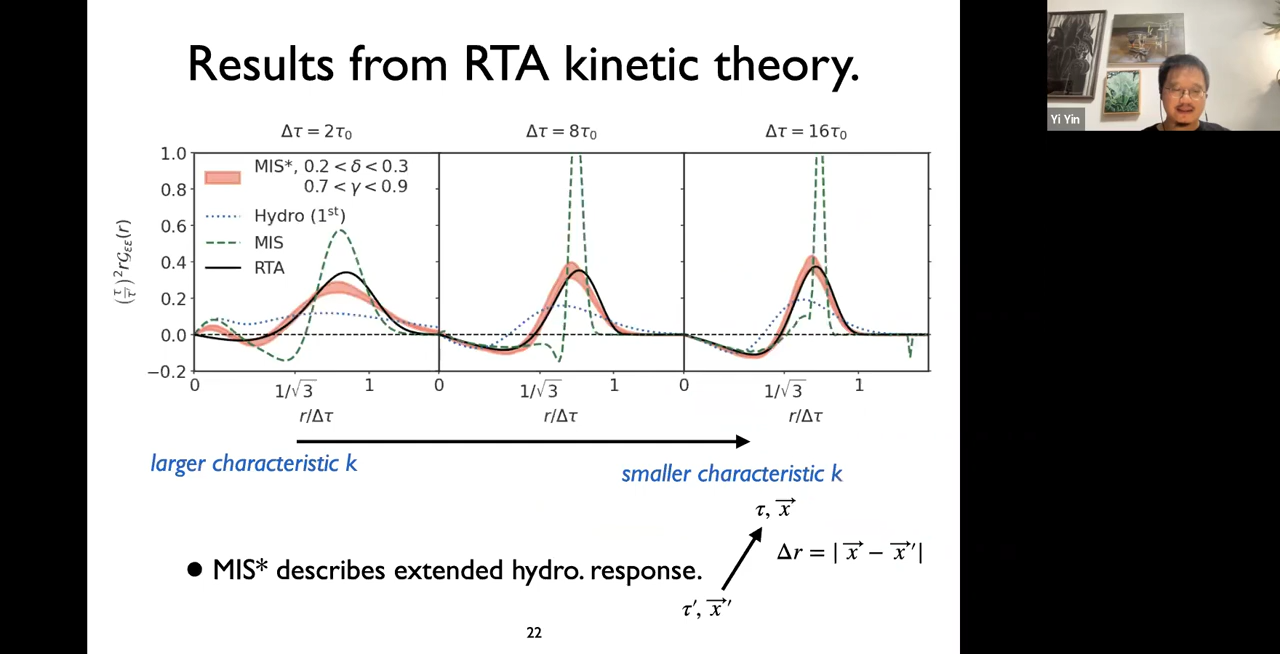 Results from RTA kinetic theory.
Yi Yin
Δτ = 2τ₀
Δτ = 8τ₀
Δτ = 16τ₀
1.0
0.8
0.6
0.4
0.2
0.0
−0.2
(τ/τ′)² r𝒢εε(r)
MIS*, 0.2 < δ < 0.3
0.7 < γ < 0.9
Hydro (1ˢᵗ)
MIS
RTA
0 1/√3 1 0 1/√3 1 0 1/√3 1
r/Δτ r/Δτ r/Δτ
larger characteristic k
smaller characteristic k
τ, x⃗
Δr = | x⃗ − x⃗′|
● MIS* describes extended hydro. response.
τ′, x⃗′
22